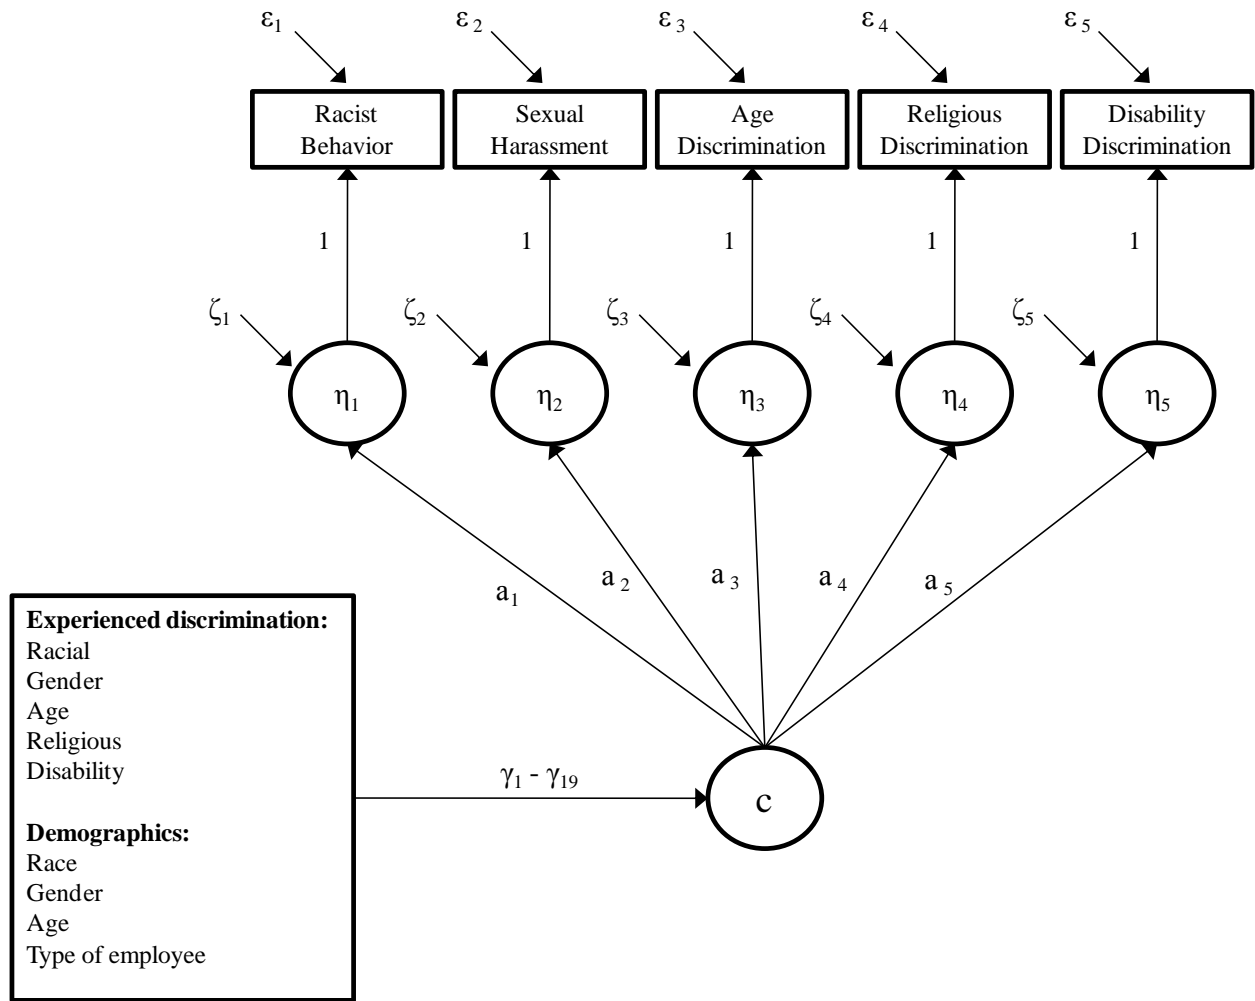 ε1 ε2 ε3 ε4 ε5
Racist Sexual Age Religious Disability
Behavior Harassment Discrimination Discrimination Discrimination
1 1 1 1 1
ζ1 ζ2 ζ3 ζ4 ζ5
η1 η2 η3 η4 η5
a1 a2 a3 a4 a5
Experienced discrimination:
Racial
Gender
Age
Religious
Disability
γ1 - γ19
c
Demographics:
Race
Gender
Age
Type of employee